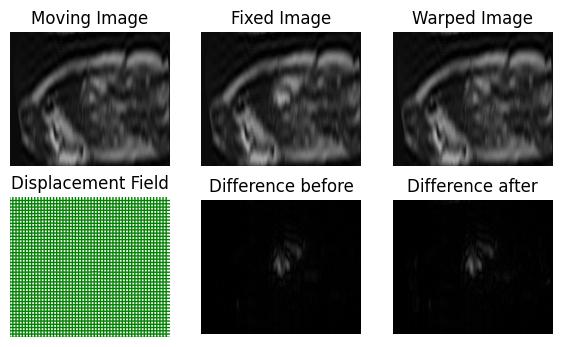 Moving Image
Fixed Image
Warped Image
Displacement Field
Difference before
Difference after